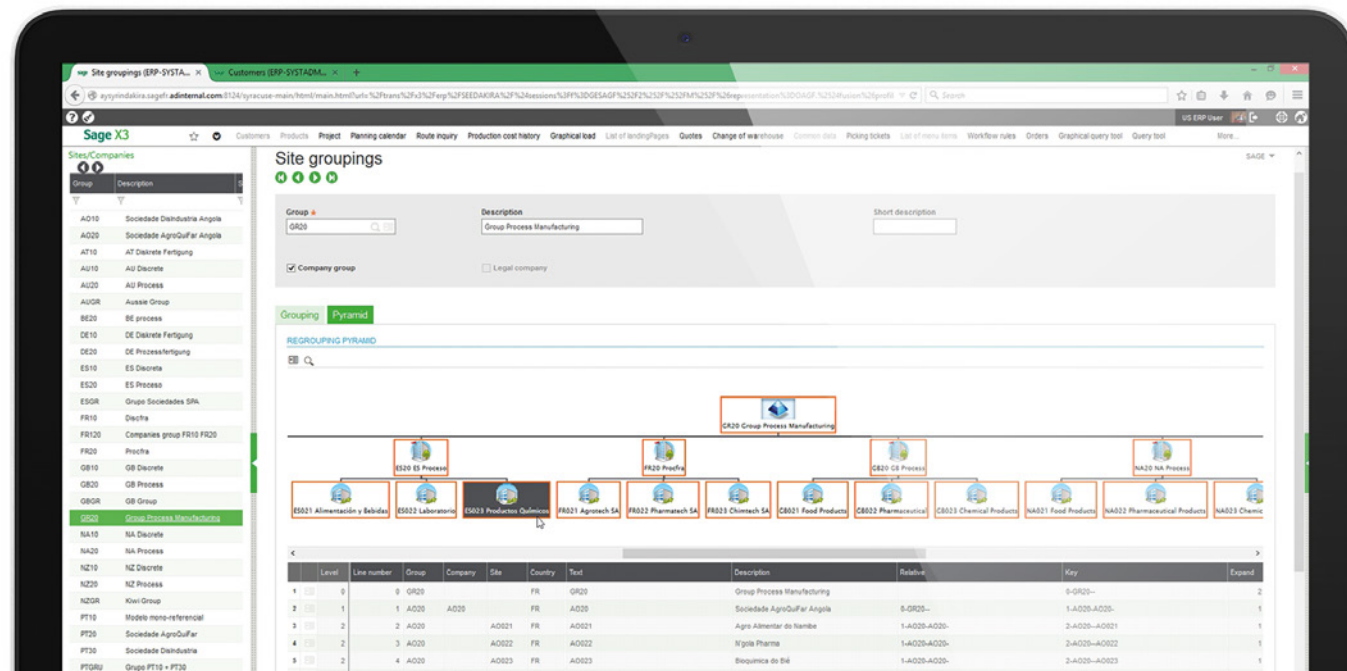 Site groupings (ERP-SYSTA...
Customers (ERP-SYSTADM...
Search
US ERP User
Sage X3
Customers Products Project Planning calendar Route inquiry Production cost history Graphical load List of landingPages Quotes Change of warehouse Common data Picking tickets List of menu items Workflow rules Orders Graphical query tool Query tool More...
Sites/Companies
Group Description S
AO10 Sociedade DisIndustria Angola
AO20 Sociedade AgroQuiFar Angola
AT10 AT Diskrete Fertigung
AU10 AU Discrete
AU20 AU Process
AUGR Aussie Group
BE20 BE process
DE10 DE Diskrete Fertigung
DE20 DE Prozessfertigung
ES10 ES Discreta
ES20 ES Proceso
ESGR Grupo Sociedades SPA
FR10 Discfra
FR120 Companies group FR10 FR20
FR20 Procfra
GB10 GB Discrete
GB20 GB Process
GBGR GB Group
GR20 Group Process Manufacturing
NA10 NA Discrete
NA20 NA Process
NZ10 NZ Discrete
NZ20 NZ Process
NZGR Kiwi Group
PT10 Modelo mono-referencial
PT20 Sociedade AgroQuiFar
PT30 Sociedade Disindustria
PTGRU Grupo PT10 + PT30
Site groupings
SAGE
Group Description Short description
GR20 Group Process Manufacturing
Company group Legal company
Grouping Pyramid
REGROUPING PYRAMID
GR20 Group Process Manufacturing
ES20 ES Proceso FR20 Procfra GB20 GB Process NA20 NA Process
ES021 Alimentación y Bebidas ES022 Laboratorio ES023 Productos Químicos FR021 Agrotech SA FR022 Pharmatech SA FR023 Chimtech SA GB021 Food Products GB022 Pharmaceutical GB023 Chemical Products NA021 Food Products NA022 Pharmaceutical Products NA023 Chemic
Level Line number Group Company Site Country Text Description Relative Key Expand
1 0 0 GR20 FR GR20 Group Process Manufacturing 0-GR20-- 2
2 1 1 AO20 AO20 FR AO20 Sociedade AgroQuiFar Angola 0-GR20-- 1-AO20-AO20- 1
3 2 2 AO20 AO021 FR AO021 Agro Alimentar do Namibe 1-AO20-AO20- 2-AO20--AO021 1
4 2 3 AO20 AO022 FR AO022 N'gola Pharma 1-AO20-AO20- 2-AO20--AO022 1
5 2 4 AO20 AO023 FR AO023 Bioquimica do Bié 1-AO20-AO20- 2-AO20--AO023 1